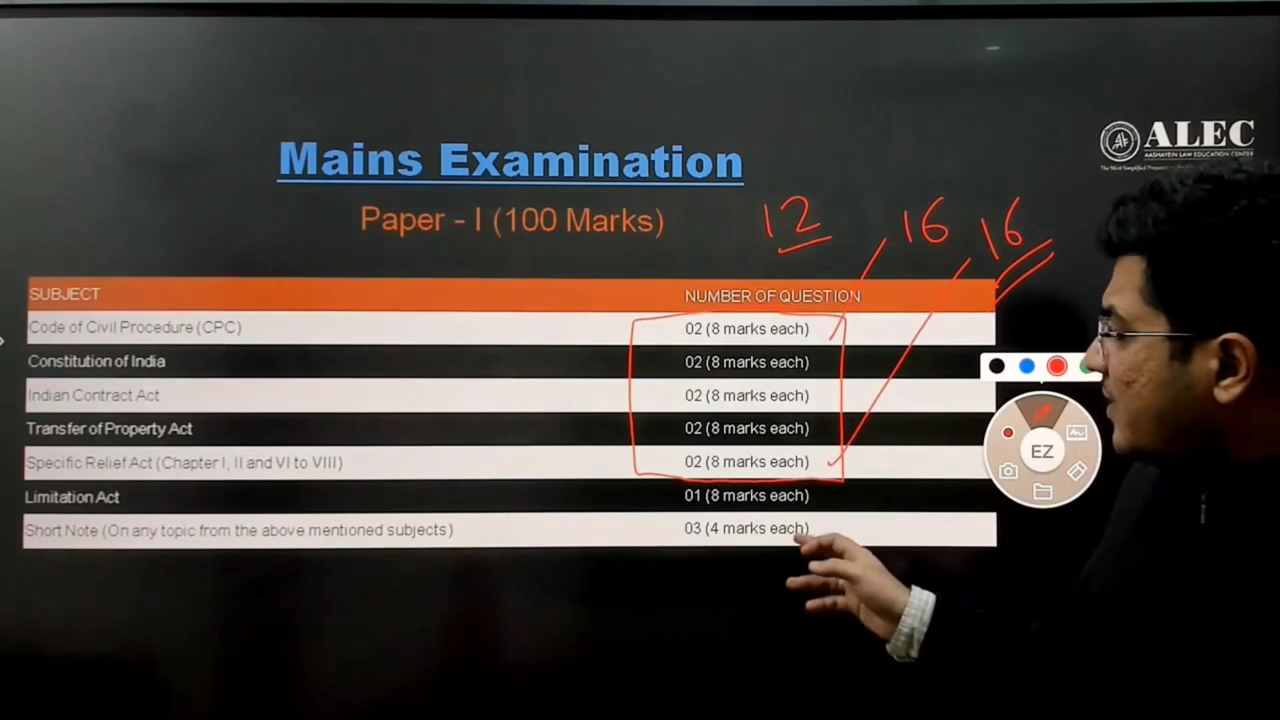 ALEC
AASHAYEIN LAW EDUCATION CENTER
Mains Examination
Paper - I (100 Marks)
12 16 16
SUBJECT NUMBER OF QUESTION
Code of Civil Procedure (CPC) 02 (8 marks each)
Constitution of India 02 (8 marks each)
Indian Contract Act 02 (8 marks each)
Transfer of Property Act 02 (8 marks each)
Specific Relief Act (Chapter I, II and VI to VIII) 02 (8 marks each)
Limitation Act 01 (8 marks each)
Short Note (On any topic from the above mentioned subjects) 03 (4 marks each)
EZ